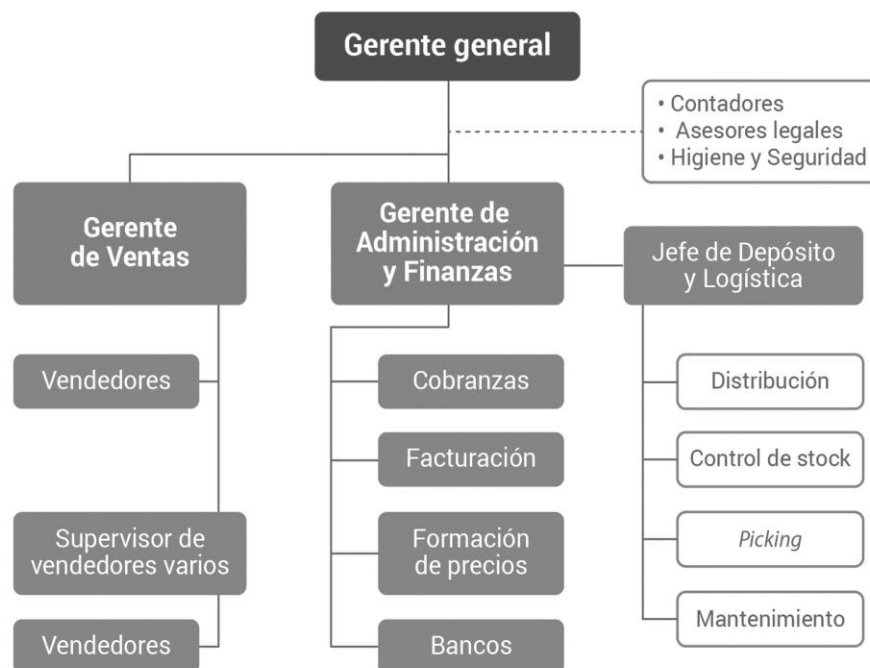 Gerente general
• Contadores
• Asesores legales
• Higiene y Seguridad
Gerente
de Ventas
Gerente de
Administración
y Finanzas
Jefe de Depósito
y Logística
Vendedores
Cobranzas
Distribución
Facturación
Control de stock
Supervisor de
vendedores varios
Formación
de precios
Picking
Vendedores
Bancos
Mantenimiento